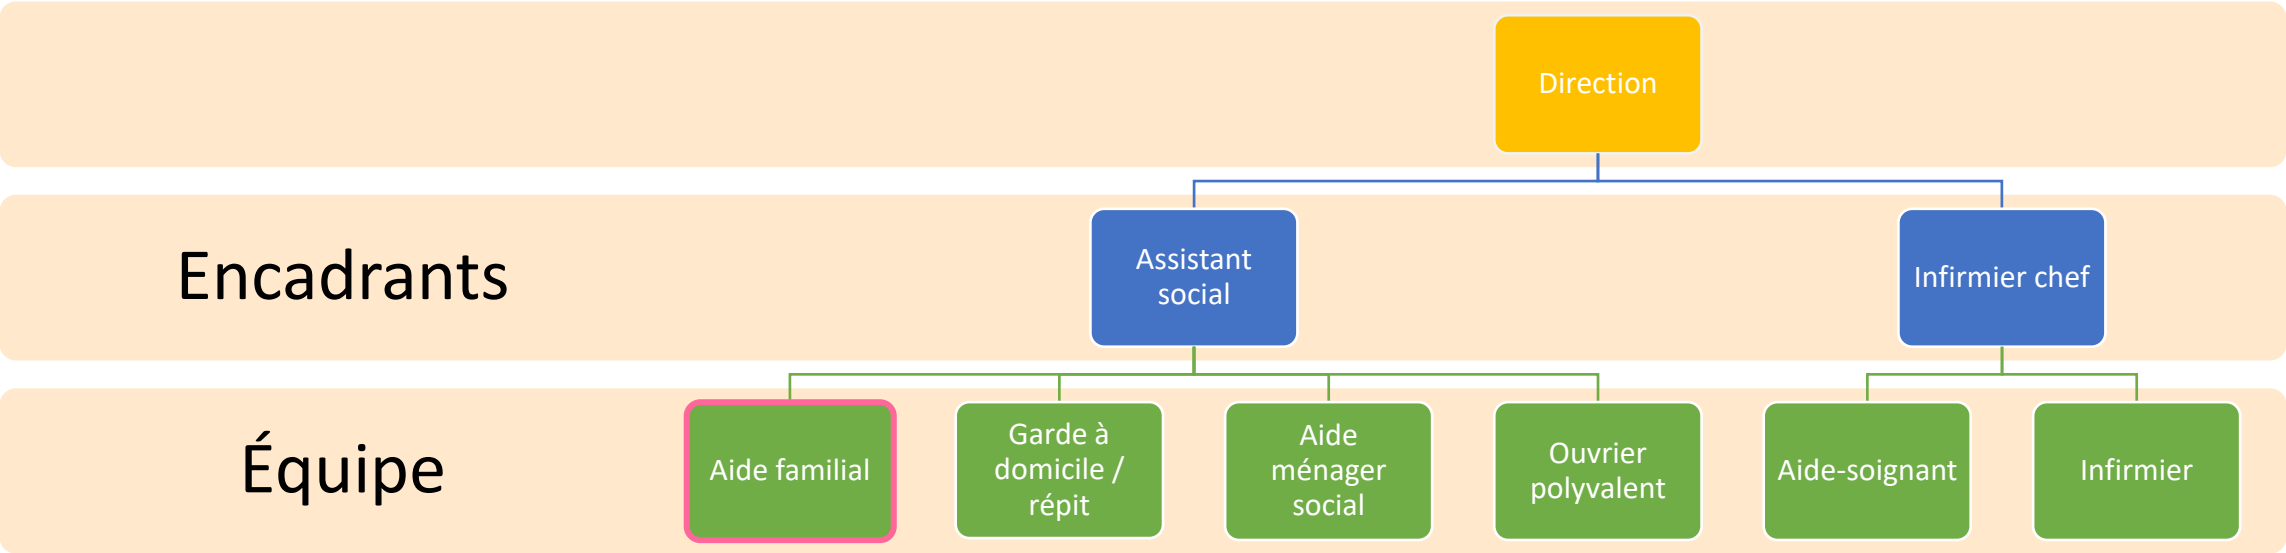 Direction
Encadrants
Assistant
social
Infirmier chef
Équipe
Aide familial
Garde à
domicile /
répit
Aide
ménager
social
Ouvrier
polyvalent
Aide-soignant
Infirmier